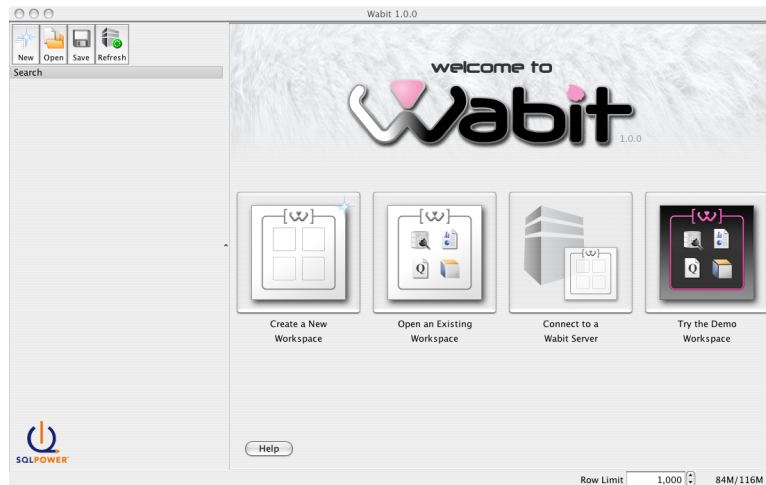 Wabit 1.0.0
New Open Save Refresh
Search
welcome to
Wabit
1.0.0
[w] [w] [w] [w]
Q Q
Create a New Workspace
Open an Existing Workspace
Connect to a Wabit Server
Try the Demo Workspace
Help
SQLPOWER
Row Limit 1,000 84M/116M